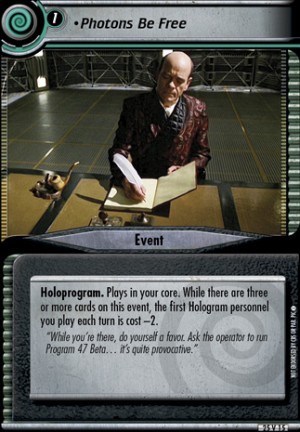 1
•Photons Be Free
Event
Holoprogram. Plays in your core. While there are
three or more cards on this event, the first Hologram personnel
you play each turn is cost –2.
"While you're there, do yourself a favor. Ask the operator to run
Program 47 Beta... it's quite provocative."
35 V 15